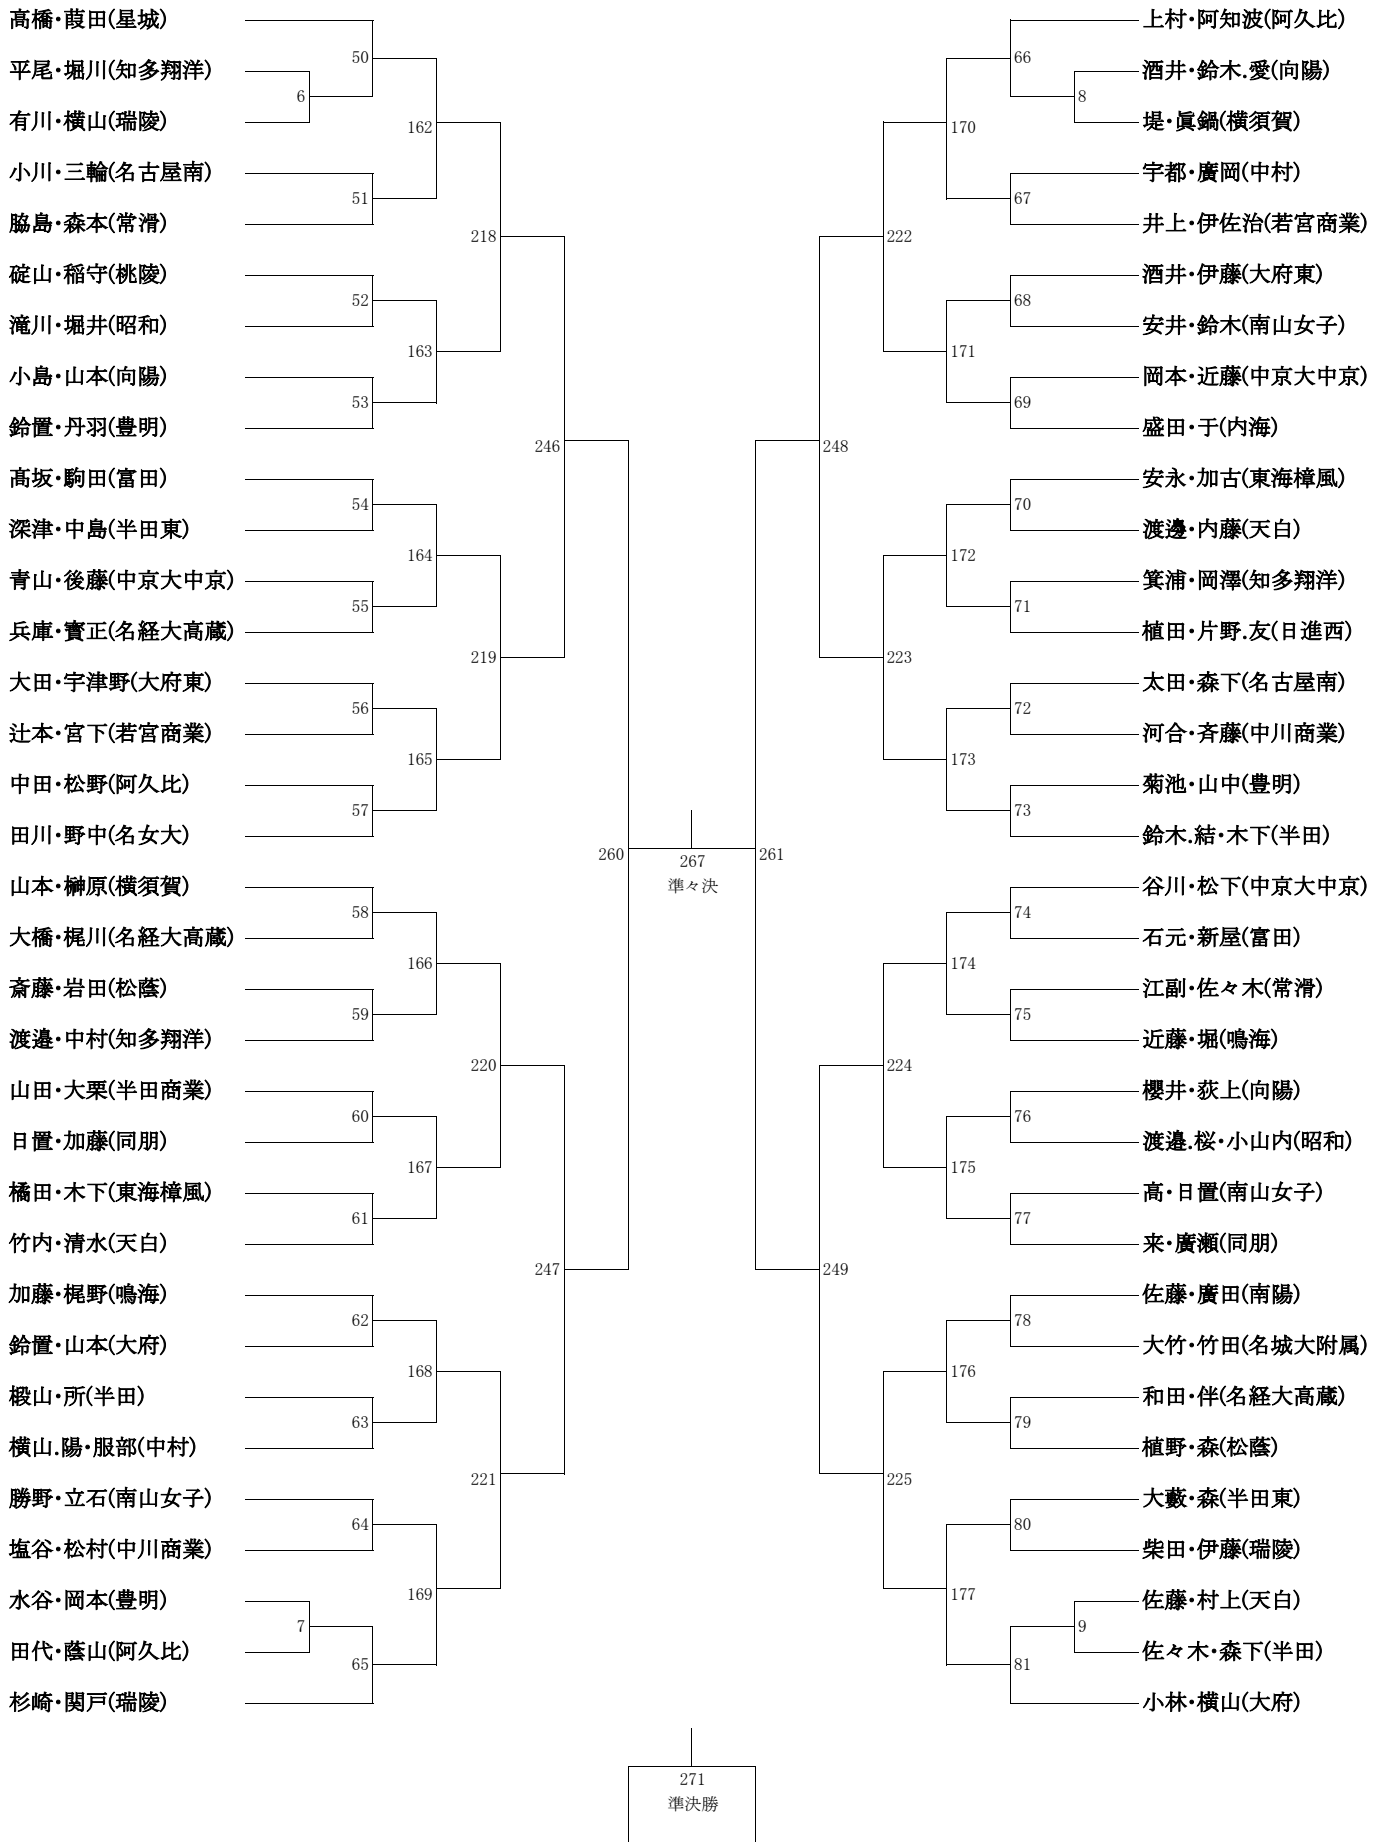 高橋・葭田(星城)
平尾・堀川(知多翔洋)
有川・横山(瑞陵)
小川・三輪(名古屋南)
脇島・森本(常滑)
碇山・稲守(桃陵)
滝川・堀井(昭和)
小島・山本(向陽)
鈴置・丹羽(豊明)
髙坂・駒田(富田)
深津・中島(半田東)
青山・後藤(中京大中京)
兵庫・實正(名経大高蔵)
大田・宇津野(大府東)
辻本・宮下(若宮商業)
中田・松野(阿久比)
田川・野中(名女大)
山本・榊原(横須賀)
大橋・梶川(名経大高蔵)
斎藤・岩田(松蔭)
渡邉・中村(知多翔洋)
山田・大栗(半田商業)
日置・加藤(同朋)
橘田・木下(東海樟風)
竹内・清水(天白)
加藤・梶野(鳴海)
鈴置・山本(大府)
椴山・所(半田)
横山.陽・服部(中村)
勝野・立石(南山女子)
塩谷・松村(中川商業)
水谷・岡本(豊明)
田代・蔭山(阿久比)
杉崎・関戸(瑞陵)
50
6
162
51
218
52
163
53
246
54
164
55
219
56
165
57
260
58
166
59
220
60
167
61
247
62
168
63
221
64
169
7
65
267
準々決
271
準決勝
66
8
170
67
222
68
171
69
248
70
172
71
223
72
173
73
261
74
174
75
224
76
175
77
249
78
176
79
225
80
177
9
81
上村・阿知波(阿久比)
酒井・鈴木.愛(向陽)
堤・眞鍋(横須賀)
宇都・廣岡(中村)
井上・伊佐治(若宮商業)
酒井・伊藤(大府東)
安井・鈴木(南山女子)
岡本・近藤(中京大中京)
盛田・于(内海)
安永・加古(東海樟風)
渡邊・内藤(天白)
箕浦・岡澤(知多翔洋)
植田・片野.友(日進西)
太田・森下(名古屋南)
河合・斉藤(中川商業)
菊池・山中(豊明)
鈴木.結・木下(半田)
谷川・松下(中京大中京)
石元・新屋(富田)
江副・佐々木(常滑)
近藤・堀(鳴海)
櫻井・荻上(向陽)
渡邉.桜・小山内(昭和)
高・日置(南山女子)
来・廣瀬(同朋)
佐藤・廣田(南陽)
大竹・竹田(名城大附属)
和田・伴(名経大高蔵)
植野・森(松蔭)
大藪・森(半田東)
柴田・伊藤(瑞陵)
佐藤・村上(天白)
佐々木・森下(半田)
小林・横山(大府)